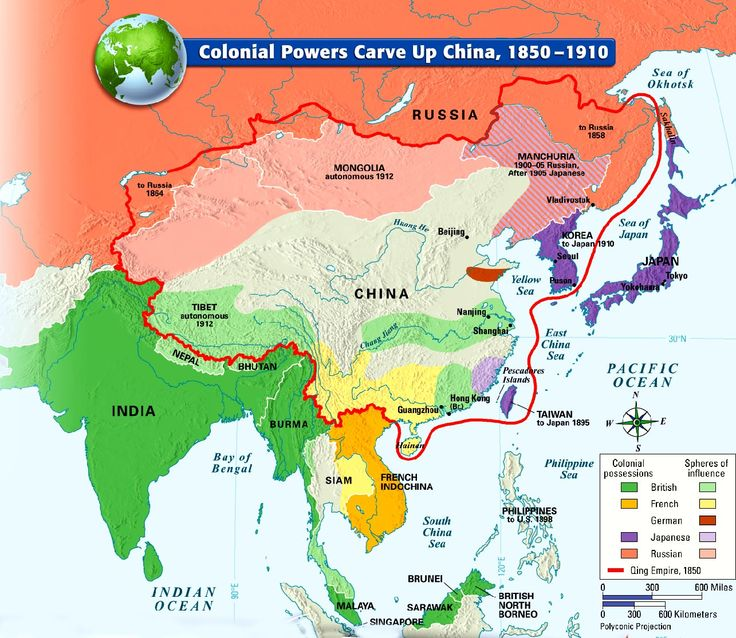 Colonial Powers Carve Up China, 1850–1910
Sea of
Okhotsk
RUSSIA
to Russia
1858
Sakhalin
MANCHURIA
1900–05 Russian,
After 1905 Japanese
MONGOLIA
autonomous 1912
to Russia
1864
Vladivostok
Huang He
Beijing
Sea of
Japan
KOREA
to Japan 1910
Seoul
Pusan
JAPAN
Tokyo
Yokohama
Yellow
Sea
CHINA
TIBET
autonomous
1912
Nanjing
Shanghai
Chang Jiang
East
China
Sea
30°N
NEPAL
BHUTAN
Pescadores
Islands
PACIFIC
OCEAN
Guangzhou
Hong Kong
(Br.)
TAIWAN
to Japan 1895
N
W
E
S
INDIA
BURMA
Hainan
Bay of
Bengal
SIAM
FRENCH
INDOCHINA
Philippine
Sea
PHILIPPINES
to U.S. 1898
South
China
Sea
120°E
90°E
INDIAN
OCEAN
BRUNEI
BRITISH
NORTH
BORNEO
MALAYA
SARAWAK
SINGAPORE
Colonial
possessions
Spheres of
influence
British
French
German
Japanese
Russian
Qing Empire, 1850
0 300 600 Miles
0 300 600 Kilometers
Polyconic Projection